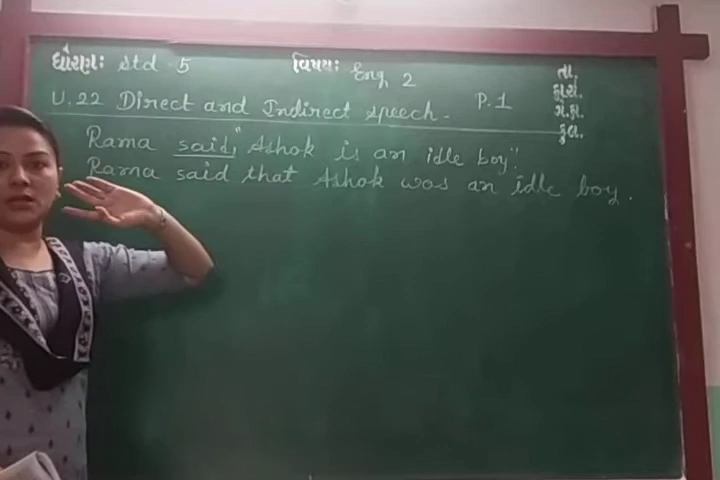 ધોરણ: std 5 વિષય: Eng 2 તા.
હાજર.
U.22 Direct and Indirect speech. P.1 ગે.હા.
કુલ.
Rama said, "Ashok is an idle boy".
Rama said that Ashok was an idle boy.